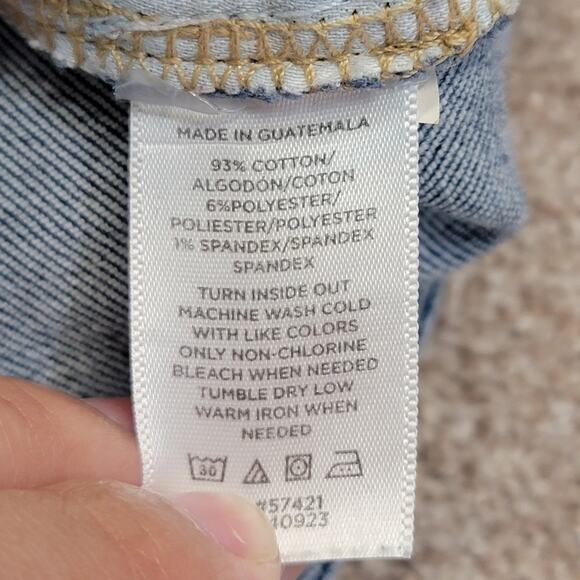 MADE IN GUATEMALA
93% COTTON/
ALGODON/COTON
6%POLYESTER/
POLIESTER/POLYESTER
1% SPANDEX/SPANDEX
SPANDEX
TURN INSIDE OUT
MACHINE WASH COLD
WITH LIKE COLORS
ONLY NON-CHLORINE
BLEACH WHEN NEEDED
TUMBLE DRY LOW
WARM IRON WHEN
NEEDED
30
#57421
40923